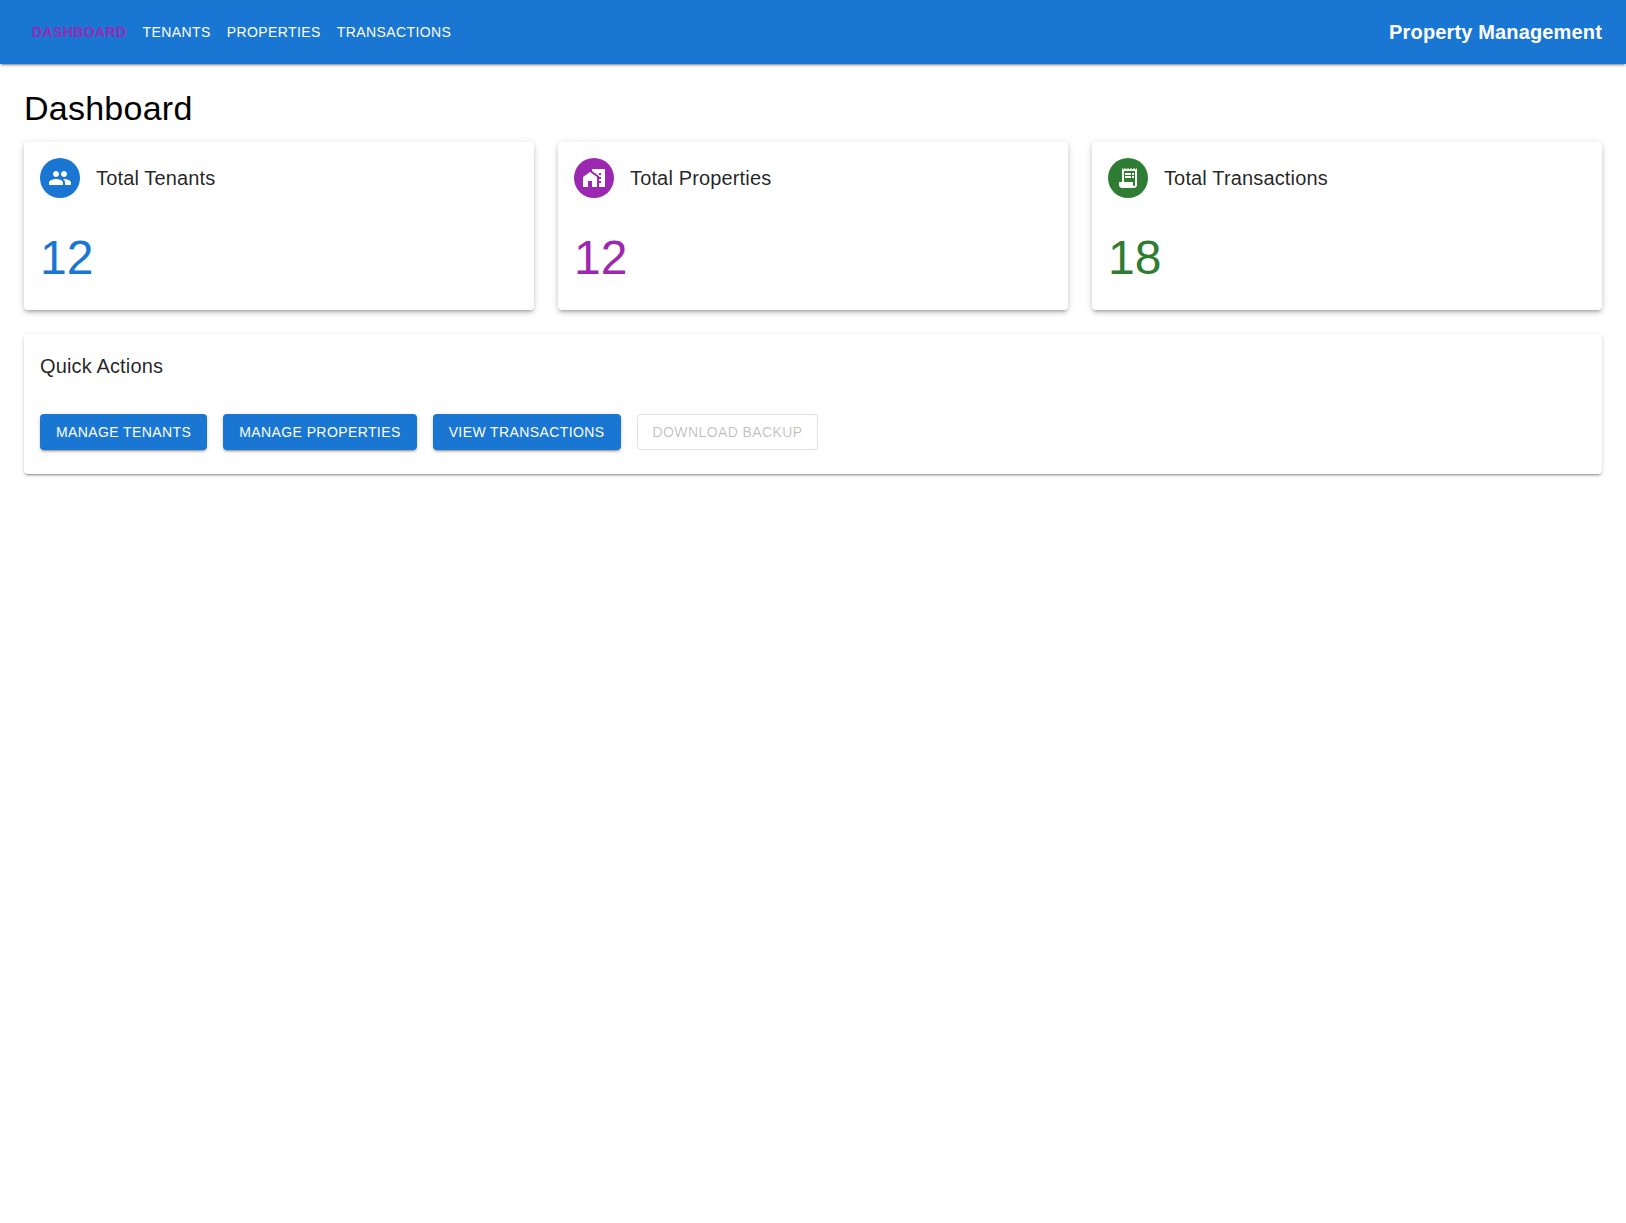 DASHBOARD TENANTS PROPERTIES TRANSACTIONS Property Management
Dashboard
Total Tenants
12
Total Properties
12
Total Transactions
18
Quick Actions
MANAGE TENANTS MANAGE PROPERTIES VIEW TRANSACTIONS DOWNLOAD BACKUP